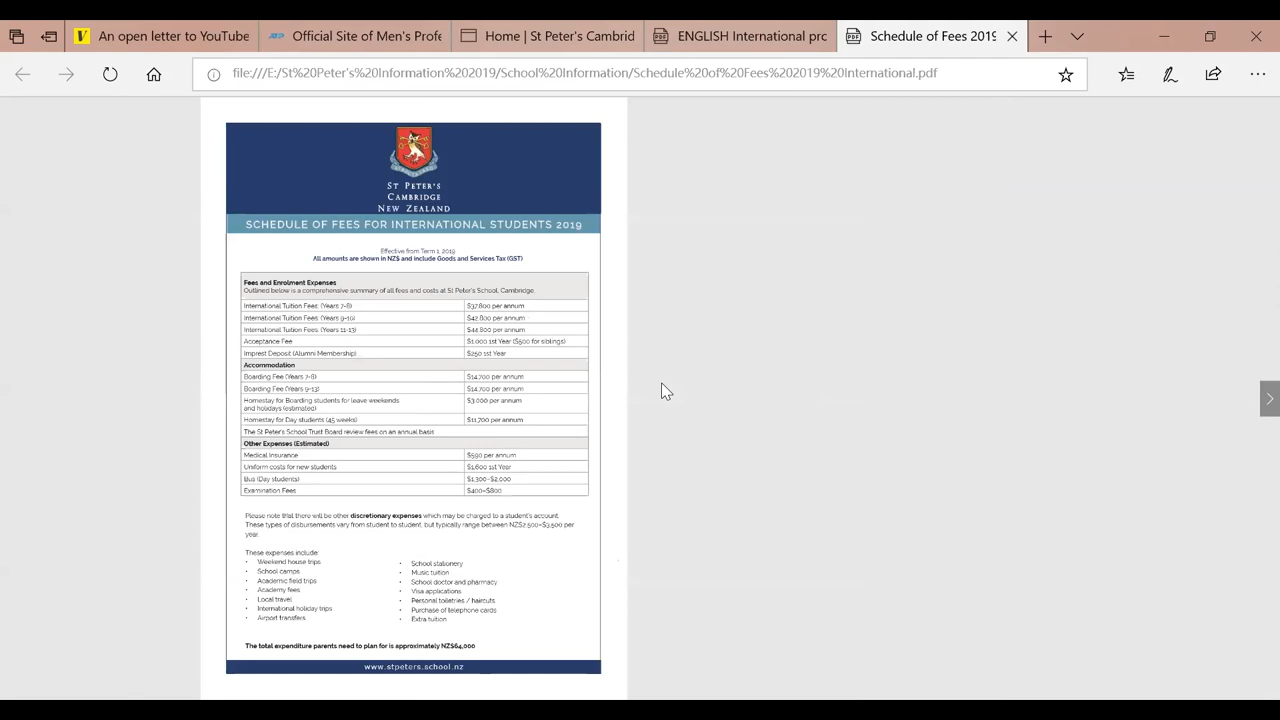 An open letter to YouTube
Official Site of Men's Profe
Home | St Peter's Cambrid
ENGLISH International prc
Schedule of Fees 2019
file:///E:/St%20Peter's%20Information%202019/School%20Information/Schedule%20of%20Fees%202019%20International.pdf
ST PETER'S
CAMBRIDGE
NEW ZEALAND
SCHEDULE OF FEES FOR INTERNATIONAL STUDENTS 2019
Effective from Term 1, 2019
All amounts are shown in NZ$ and include Goods and Services Tax (GST)
Fees and Enrolment Expenses
Outlined below is a comprehensive summary of all fees and costs at St Peter's School, Cambridge.
International Tuition Fees: (Years 7-8) $37,800 per annum
International Tuition Fees: (Years 9-10) $42,800 per annum
International Tuition Fees: (Years 11-13) $44,800 per annum
Acceptance Fee $1,000 1st Year ($500 for siblings)
Imprest Deposit (Alumni Membership) $250 1st Year
Accommodation
Boarding Fee (Years 7-8) $14,700 per annum
Boarding Fee (Years 9-13) $14,700 per annum
Homestay for Boarding students for leave weekends $3,000 per annum
and holidays (estimated)
Homestay for Day students (45 weeks) $11,700 per annum
The St Peter's School Trust Board review fees on an annual basis
Other Expenses (Estimated)
Medical Insurance $590 per annum
Uniform costs for new students $1,600 1st Year
Bus (Day students) $1,300-$2,000
Examination Fees $400-$800
Please note that there will be other discretionary expenses which may be charged to a student's account.
These types of disbursements vary from student to student, but typically range between NZ$2,500-$3,500 per
year.
These expenses include:
• Weekend house trips
• School camps
• Academic field trips
• Academy fees
• Local travel
• International holiday trips
• Airport transfers
• School stationery
• Music tuition
• School doctor and pharmacy
• Visa applications
• Personal toiletries / haircuts
• Purchase of telephone cards
• Extra tuition
The total expenditure parents need to plan for is approximately NZ$64,000
www.stpeters.school.nz